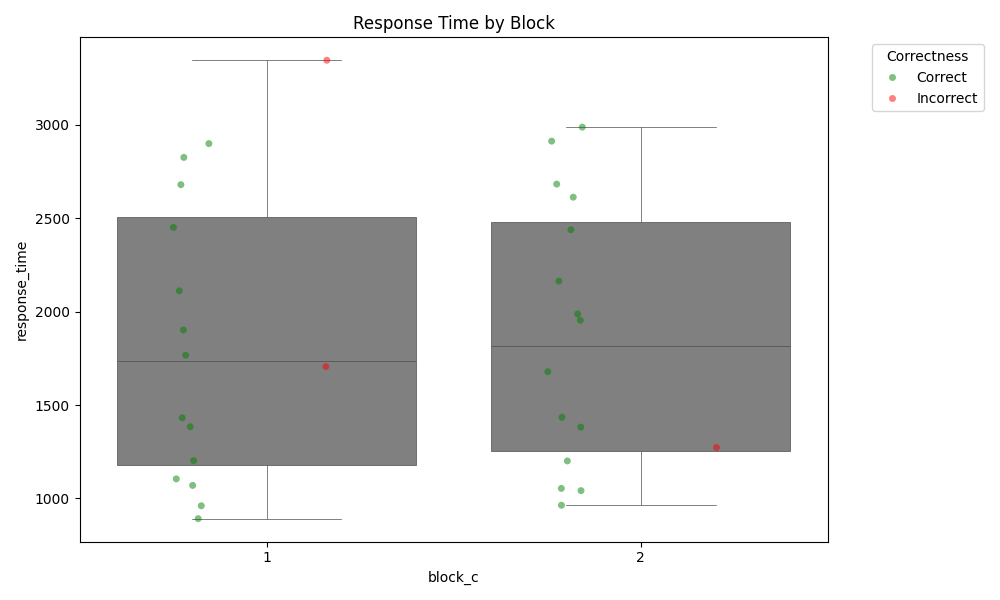 Response Time by Block
Correctness
Correct
Incorrect
response_time
3000
2500
2000
1500
1000
1
2
block_c